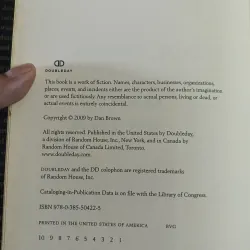 DOUBLEDAY
This book is a work of fiction. Names, characters, businesses, organizations,
places, events, and incidents either are the product of the author's imagination
or are used fictitiously. Any resemblance to actual persons, living or dead, or
actual events is entirely coincidental.
Copyright © 2009 by Dan Brown
All rights reserved. Published in the United States by Doubleday,
a division of Random House, Inc., New York, and in Canada by
Random House of Canada Limited, Toronto.
www.doubleday.com
DOUBLEDAY and the DD colophon are registered trademarks
of Random House, Inc.
Cataloging-in-Publication Data is on file with the Library of Congress.
ISBN 978-0-385-50422-5
PRINTED IN THE UNITED STATES OF AMERICA
10 9 8 7 6 5 4 3 2 1